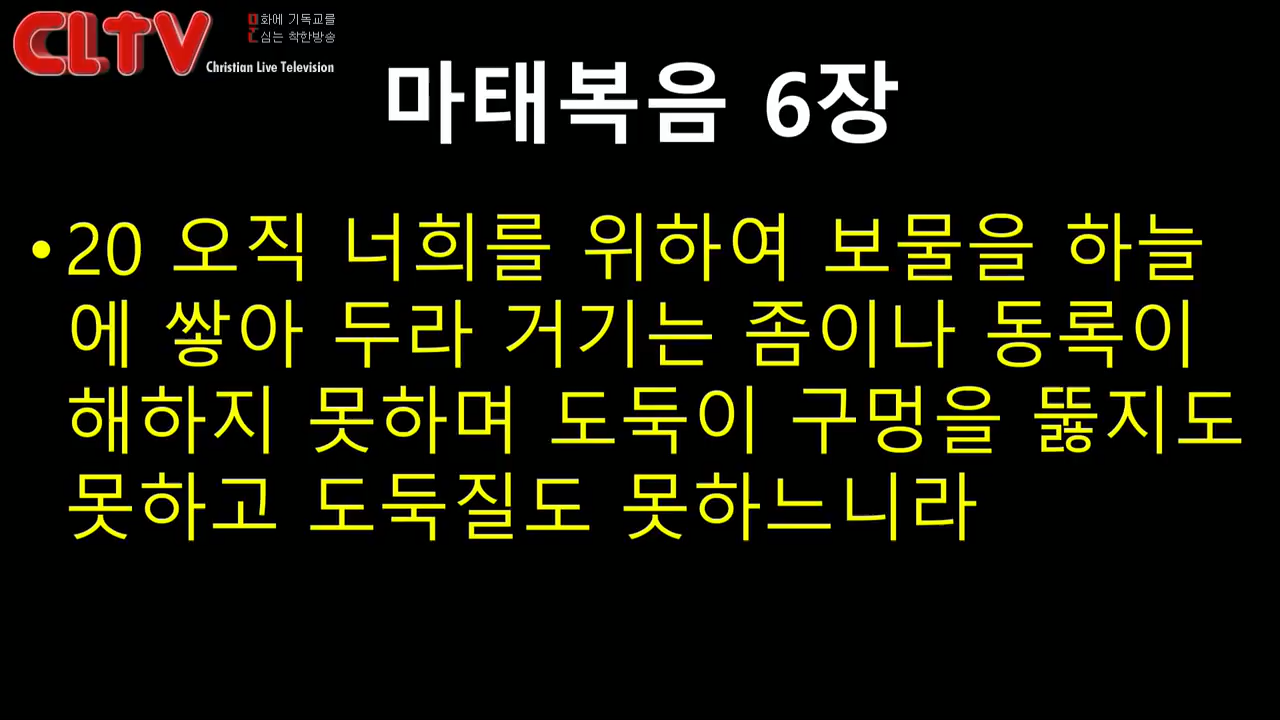 CLTV
문화에 기독교를
심는 착한방송
Christian Live Television
마태복음 6장
• 20 오직 너희를 위하여 보물을 하늘
에 쌓아 두라 거기는 좀이나 동록이
해하지 못하며 도둑이 구멍을 뚫지도
못하고 도둑질도 못하느니라